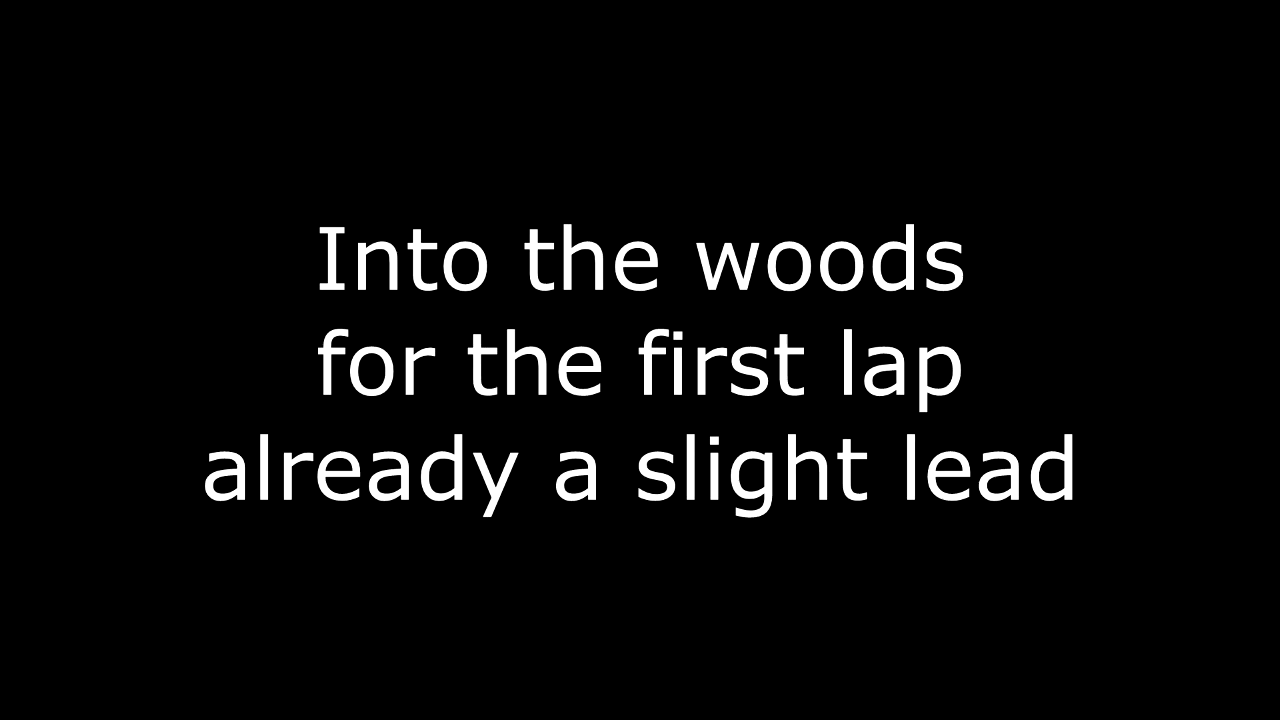 Into the woods
for the first lap
already a slight lead